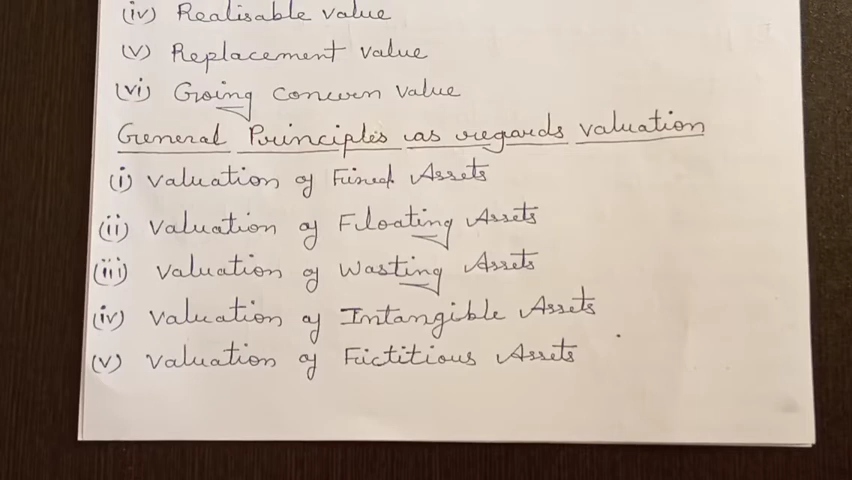 (iv) Realisable value
(v) Replacement value
(vi) Going concern value
General Principles as regards valuation
(i) Valuation of Fixed Assets
(ii) Valuation of Floating Assets
(iii) Valuation of Wasting Assets
(iv) Valuation of Intangible Assets
(v) Valuation of Fictitious Assets